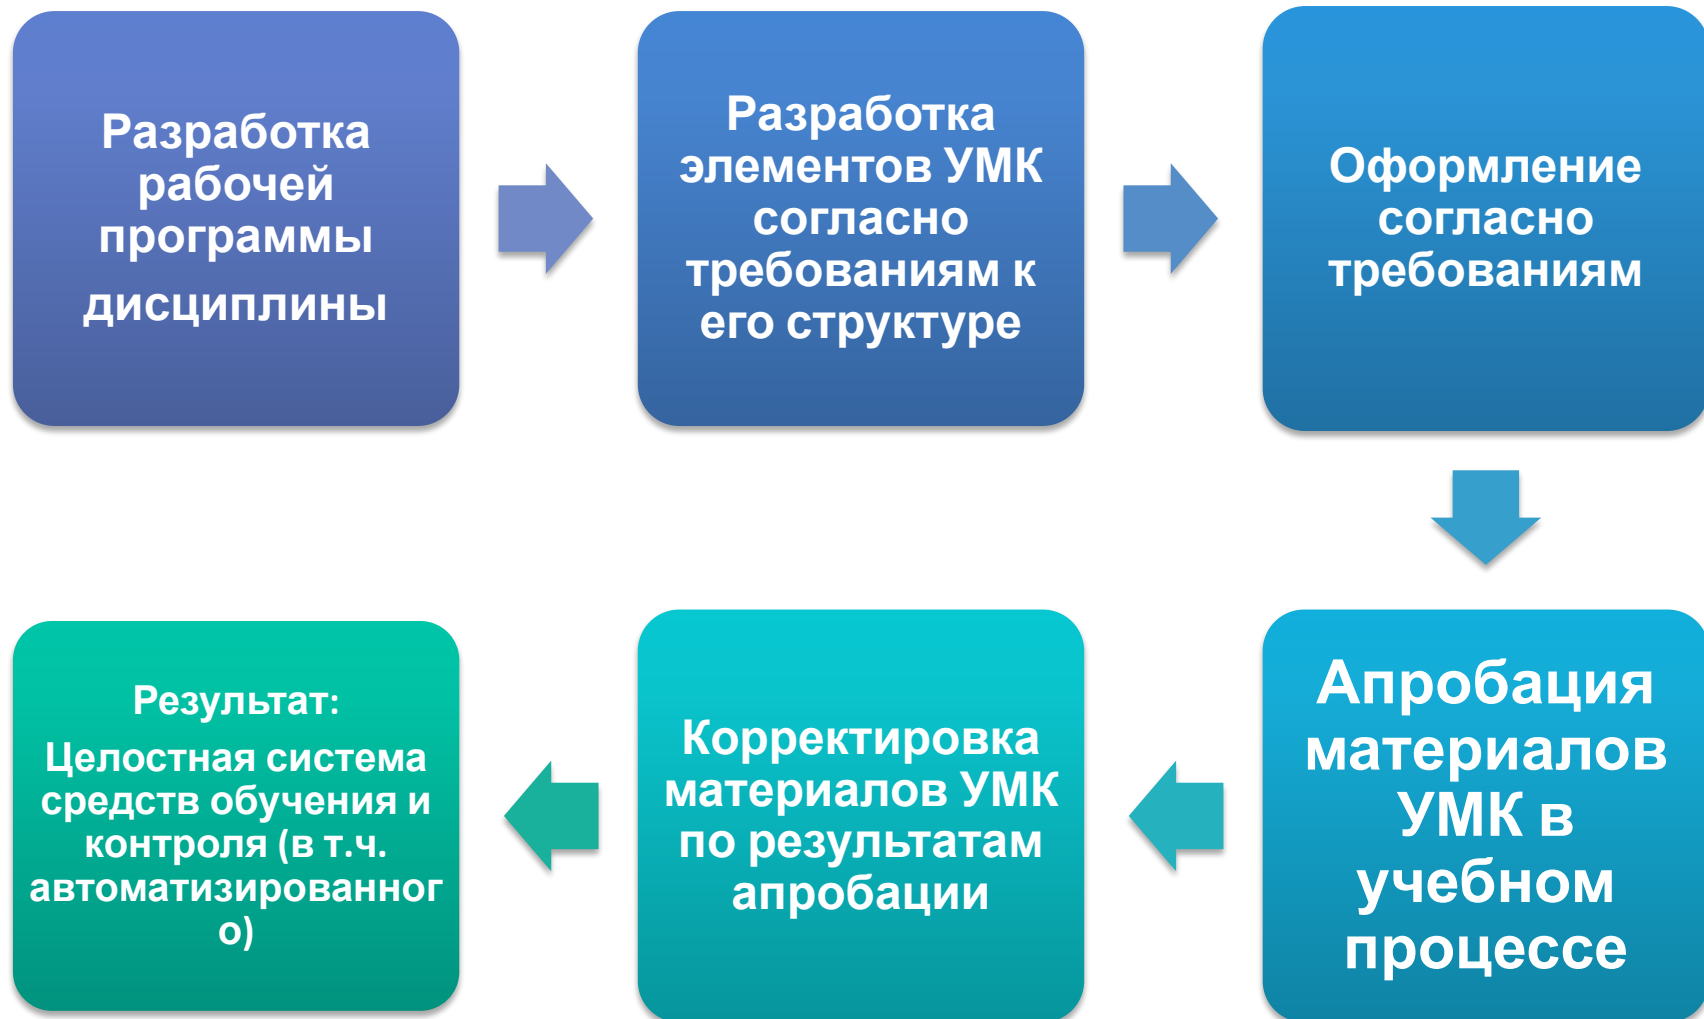 Разработка
рабочей
программы
дисциплины
Разработка
элементов УМК
согласно
требованиям к
его структуре
Оформление
согласно
требованиям
Апробация
материалов
УМК в
учебном
процессе
Корректировка
материалов УМК
по результатам
апробации
Результат:
Целостная система
средств обучения и
контроля (в т.ч.
автоматизированног
о)